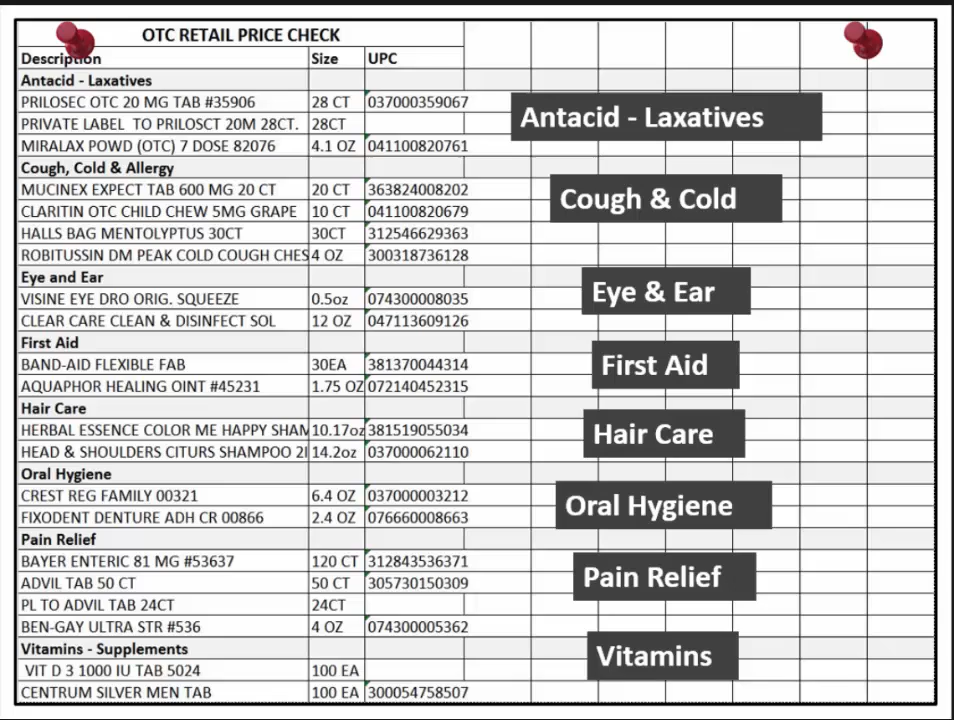 OTC RETAIL PRICE CHECK
Description Size UPC
Antacid - Laxatives
PRILOSEC OTC 20 MG TAB #35906 28 CT 037000359067
PRIVATE LABEL TO PRILOSCT 20M 28CT. 28CT
Antacid - Laxatives
MIRALAX POWD (OTC) 7 DOSE 82076 4.1 OZ 041100820761
Cough, Cold & Allergy
MUCINEX EXPECT TAB 600 MG 20 CT 20 CT 363824008202
Cough & Cold
CLARITIN OTC CHILD CHEW 5MG GRAPE 10 CT 041100820679
HALLS BAG MENTOLYPTUS 30CT 30CT 312546629363
ROBITUSSIN DM PEAK COLD COUGH CHES 4 OZ 300318736128
Eye and Ear
Eye & Ear
VISINE EYE DRO ORIG. SQUEEZE 0.5oz 074300008035
CLEAR CARE CLEAN & DISINFECT SOL 12 OZ 047113609126
First Aid
BAND-AID FLEXIBLE FAB 30EA 381370044314
First Aid
AQUAPHOR HEALING OINT #45231 1.75 OZ 072140452315
Hair Care
HERBAL ESSENCE COLOR ME HAPPY SHAM 10.17oz 381519055034
Hair Care
HEAD & SHOULDERS CITURS SHAMPOO 2I 14.2oz 037000062110
Oral Hygiene
CREST REG FAMILY 00321 6.4 OZ 037000003212
Oral Hygiene
FIXODENT DENTURE ADH CR 00866 2.4 OZ 076660008663
Pain Relief
BAYER ENTERIC 81 MG #53637 120 CT 312843536371
Pain Relief
ADVIL TAB 50 CT 50 CT 305730150309
PL TO ADVIL TAB 24CT 24CT
BEN-GAY ULTRA STR #536 4 OZ 074300005362
Vitamins - Supplements
Vitamins
VIT D 3 1000 IU TAB 5024 100 EA
CENTRUM SILVER MEN TAB 100 EA 300054758507